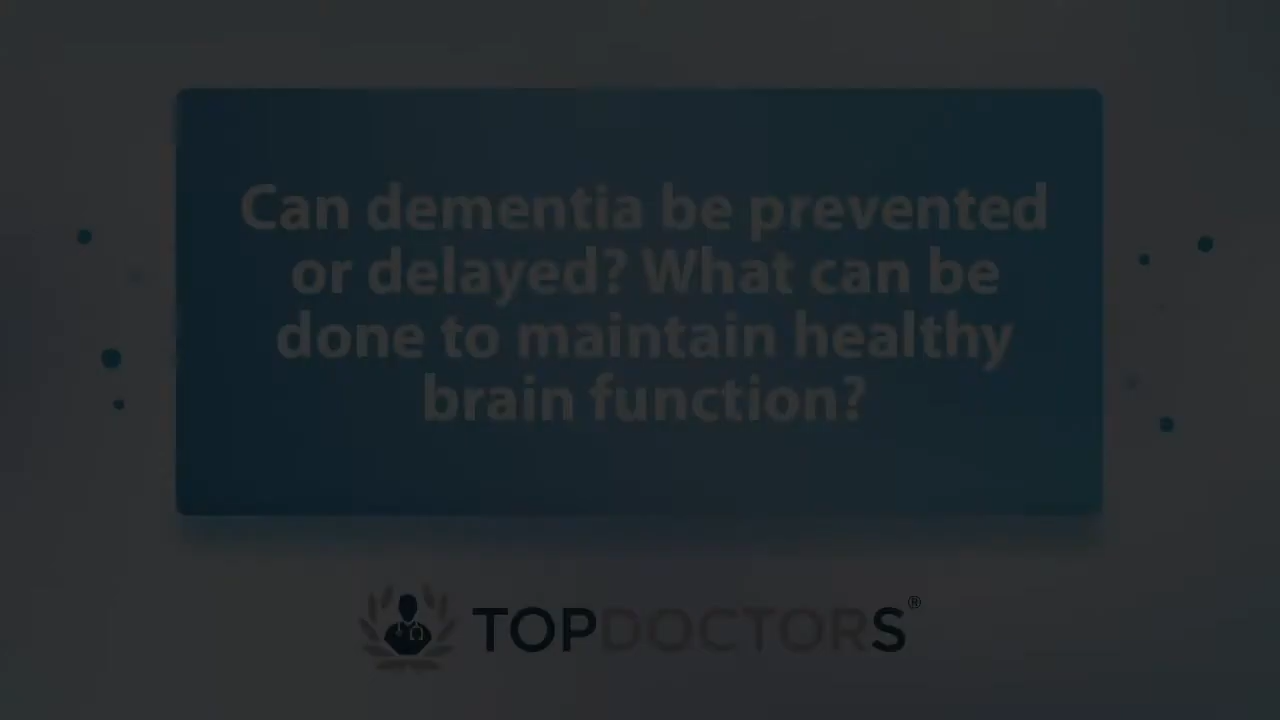 Can dementia be prevented
or delayed? What can be
done to maintain healthy
brain function?
TOPDOCTORS®